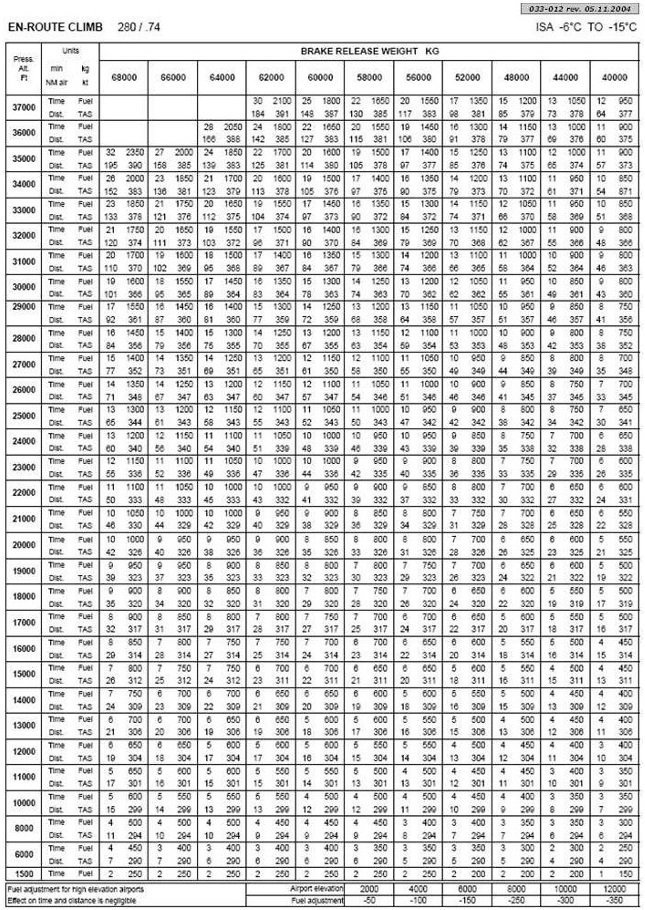 033-012 rev. 05.11.2004
EN-ROUTE CLIMB 280 / .74 ISA -6°C TO -15°C
Press. Alt. Ft Units min kg NM air kt BRAKE RELEASE WEIGHT KG
68000 66000 64000 62000 60000 58000 56000 52000 48000 44000 40000
37000 Time Fuel 30 2100 25 1800 22 1650 20 1550 17 1350 15 1200 13 1050 12 950
Dist. TAS 184 391 148 387 130 385 117 383 98 381 85 379 73 378 64 377
36000 Time Fuel 28 2050 24 1800 22 1650 20 1550 19 1450 16 1300 14 1150 13 1000 11 900
Dist. TAS 166 388 142 385 127 383 115 381 106 380 91 378 79 377 69 376 60 375
35000 Time Fuel 32 2350 27 2000 24 1850 22 1700 20 1600 19 1500 17 1400 15 1250 13 1100 12 1000 11 900
Dist. TAS 195 390 158 385 139 383 125 381 114 380 105 378 97 377 85 376 74 375 65 374 57 373
34000 Time Fuel 26 2000 23 1850 21 1700 20 1600 19 1500 17 1400 16 1350 14 1200 13 1100 11 950 10 850
Dist. TAS 152 383 136 381 123 379 113 378 105 376 97 375 90 375 79 373 70 372 61 371 54 871
33000 Time Fuel 23 1850 21 1750 20 1650 19 1550 17 1450 16 1350 15 1300 14 1150 12 1050 11 950 10 850
Dist. TAS 133 378 121 376 112 375 104 374 97 373 90 372 84 372 74 371 66 370 58 369 51 368
32000 Time Fuel 21 1750 20 1650 19 1550 17 1500 16 1400 16 1300 15 1250 13 1150 12 1000 11 900 9 800
Dist. TAS 120 374 111 373 103 372 96 371 90 370 84 369 79 369 70 368 62 367 55 366 48 366
31000 Time Fuel 20 1700 19 1600 18 1500 17 1400 16 1350 15 1300 14 1200 13 1100 11 1000 10 900 9 800
Dist. TAS 110 370 102 369 95 368 89 367 84 367 79 366 74 366 66 365 58 364 52 364 46 363
30000 Time Fuel 19 1600 18 1550 17 1450 16 1350 14 1300 14 1250 13 1200 12 1050 11 950 10 850 9 800
Dist. TAS 101 366 95 365 89 364 83 364 78 363 74 363 70 362 62 362 55 361 49 361 43 360
29000 Time Fuel 17 1550 16 1450 16 1400 15 1300 14 1250 13 1200 13 1150 11 1050 10 950 9 850 8 750
Dist. TAS 92 361 87 360 81 360 77 359 72 359 68 358 64 358 57 357 51 357 46 357 41 356
28000 Time Fuel 16 1450 15 1400 15 1300 14 1250 13 1200 12 1150 12 1100 11 1000 10 900 9 800 8 750
Dist. TAS 84 356 79 356 75 355 70 355 67 355 63 354 59 354 53 353 48 353 42 353 38 352
27000 Time Fuel 15 1400 14 1350 14 1250 13 1200 12 1150 12 1100 11 1050 10 950 9 850 8 800 8 700
Dist. TAS 77 352 73 351 69 351 65 351 61 350 58 350 55 350 49 349 44 349 39 349 35 348
26000 Time Fuel 14 1350 14 1250 13 1200 12 1150 12 1100 11 1050 11 1000 10 900 9 850 8 750 7 700
Dist. TAS 71 348 67 347 63 347 60 347 57 347 54 346 51 346 46 346 41 345 37 345 33 345
25000 Time Fuel 13 1300 13 1200 12 1150 12 1100 11 1050 11 1000 10 950 9 900 8 800 8 750 7 650
Dist. TAS 65 344 61 343 58 343 55 343 52 343 50 343 47 342 42 342 38 342 34 342 30 341
24000 Time Fuel 13 1200 12 1150 11 1100 11 1050 10 1000 10 950 10 950 9 850 8 750 7 700 6 650
Dist. TAS 60 340 56 340 54 340 51 339 48 339 46 339 43 339 39 339 35 338 32 338 28 338
23000 Time Fuel 12 1150 11 1100 11 1050 10 1000 10 1000 9 950 9 900 8 800 7 750 7 700 6 600
Dist. TAS 55 336 52 336 49 336 47 336 44 336 42 335 40 335 36 335 33 335 29 335 26 335
22000 Time Fuel 11 1100 11 1050 10 1000 10 1000 9 950 9 900 9 850 8 800 7 700 6 650 6 600
Dist. TAS 50 333 48 333 45 333 43 332 41 332 39 332 37 332 33 332 30 332 27 332 24 331
21000 Time Fuel 10 1050 10 1000 10 1000 9 950 9 900 8 850 8 800 7 750 7 700 6 650 6 550
Dist. TAS 46 330 44 329 42 329 40 329 38 329 36 329 34 329 31 329 28 328 25 328 22 328
20000 Time Fuel 10 1000 9 950 9 950 9 900 8 850 8 800 8 800 7 700 6 650 6 600 5 550
Dist. TAS 42 326 40 326 38 326 36 326 35 326 33 326 31 326 28 326 26 325 23 325 21 325
19000 Time Fuel 9 950 9 950 8 900 8 850 8 800 7 800 7 750 7 700 6 650 6 600 5 500
Dist. TAS 39 323 37 323 35 323 33 323 32 323 30 323 29 323 26 323 24 322 21 322 19 322
18000 Time Fuel 9 900 8 900 8 850 8 800 7 800 7 750 7 700 6 650 6 600 5 550 5 500
Dist. TAS 35 320 34 320 32 320 31 320 29 320 28 320 26 320 24 320 22 320 19 319 17 319
17000 Time Fuel 8 900 8 850 8 800 7 800 7 750 7 700 6 700 6 650 5 600 5 550 5 500
Dist. TAS 32 317 31 317 29 317 28 317 27 317 25 317 24 317 22 317 20 317 18 317 16 317
16000 Time Fuel 8 850 7 800 7 750 7 750 7 700 6 700 6 650 6 600 5 550 5 500 4 450
Dist. TAS 29 314 28 314 27 314 25 314 24 314 23 314 22 314 20 314 18 314 16 314 15 314
15000 Time Fuel 7 800 7 750 7 750 6 700 6 700 6 650 6 600 5 600 5 550 5 500 4 450
Dist. TAS 26 312 25 312 24 312 23 311 22 311 21 311 20 311 18 311 16 311 15 311 13 311
14000 Time Fuel 7 750 6 700 6 700 6 650 6 650 6 600 5 600 5 550 5 500 4 450 4 400
Dist. TAS 24 309 23 309 22 309 21 309 20 309 19 309 18 309 16 309 15 309 13 309 12 309
13000 Time Fuel 6 700 6 700 6 650 6 650 5 600 5 600 5 550 5 500 4 500 4 450 4 400
Dist. TAS 21 306 20 306 19 306 19 306 18 306 17 306 16 306 15 306 13 306 12 306 11 306
12000 Time Fuel 6 650 6 650 5 600 5 600 5 600 5 550 5 550 4 500 4 450 4 400 3 400
Dist. TAS 19 304 18 304 17 304 17 304 16 304 15 304 14 304 13 304 12 304 11 304 10 304
11000 Time Fuel 5 650 5 600 5 600 5 550 5 550 5 500 4 500 4 450 4 450 3 400 3 350
Dist. TAS 17 301 16 301 15 301 15 301 14 301 13 301 13 301 12 301 11 301 10 301 9 301
10000 Time Fuel 5 600 5 550 5 550 5 550 4 500 4 500 4 500 4 450 4 400 3 350 3 350
Dist. TAS 15 299 14 299 13 299 13 299 12 299 12 299 11 299 10 299 9 299 8 299 7 299
8000 Time Fuel 4 500 4 500 4 500 4 450 4 450 4 450 3 400 3 400 3 350 3 350 3 300
Dist. TAS 11 294 10 294 10 294 9 294 9 294 9 294 8 294 7 294 7 294 6 294 6 294
6000 Time Fuel 4 450 3 400 3 400 3 400 3 400 3 350 3 350 3 350 3 300 2 300 2 250
Dist. TAS 7 290 7 290 6 290 6 290 6 290 6 290 5 290 5 290 5 290 4 290 4 290
1500 Time Fuel 2 250 2 250 2 250 2 250 2 250 2 250 2 250 2 200 2 200 2 200 1 150
Fuel adjustment for high elevation airports Airport elevation 2000 4000 6000 8000 10000 12000
Effect on time and distance is negligible Fuel adjustment -50 -100 -150 -250 -300 -350